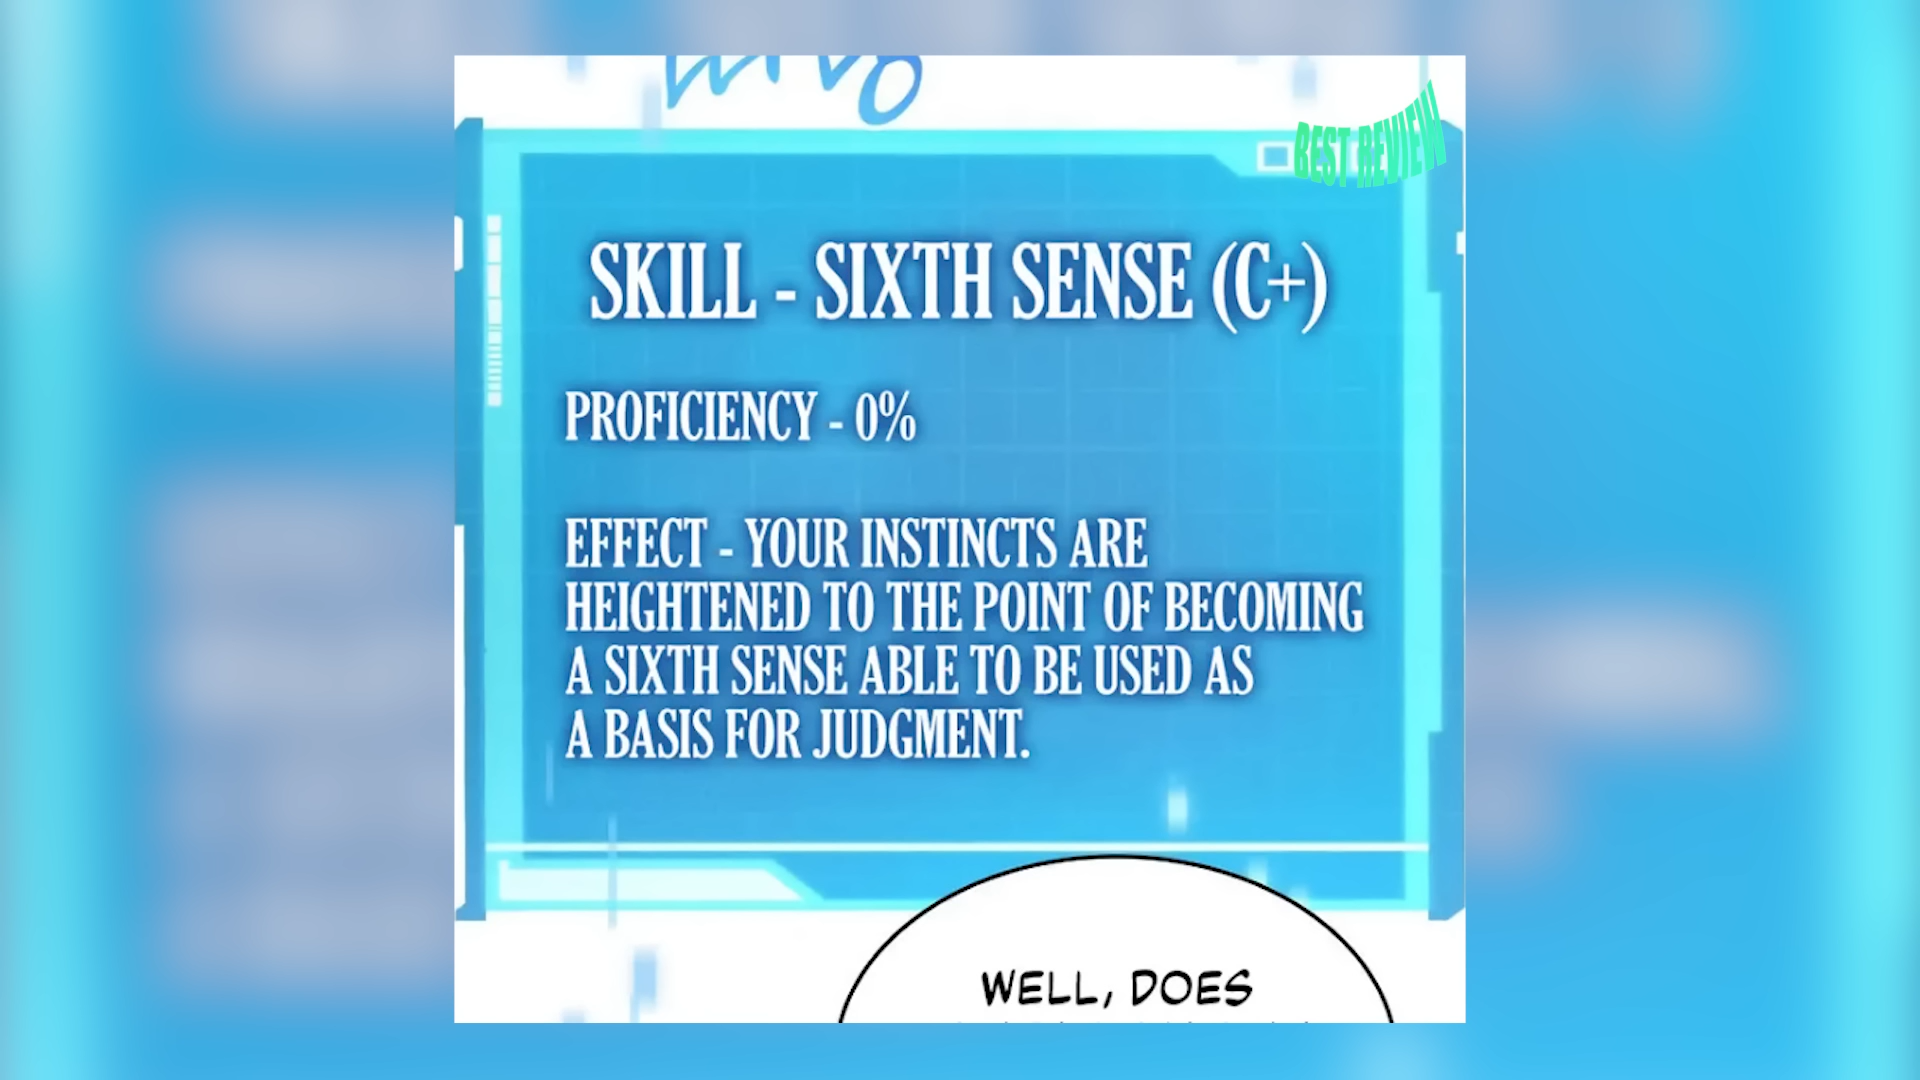 BEST REVIEW
SKILL - SIXTH SENSE (C+)
PROFICIENCY - 0%
EFFECT - YOUR INSTINCTS ARE
HEIGHTENED TO THE POINT OF BECOMING
A SIXTH SENSE ABLE TO BE USED AS
A BASIS FOR JUDGMENT.
WELL, DOES